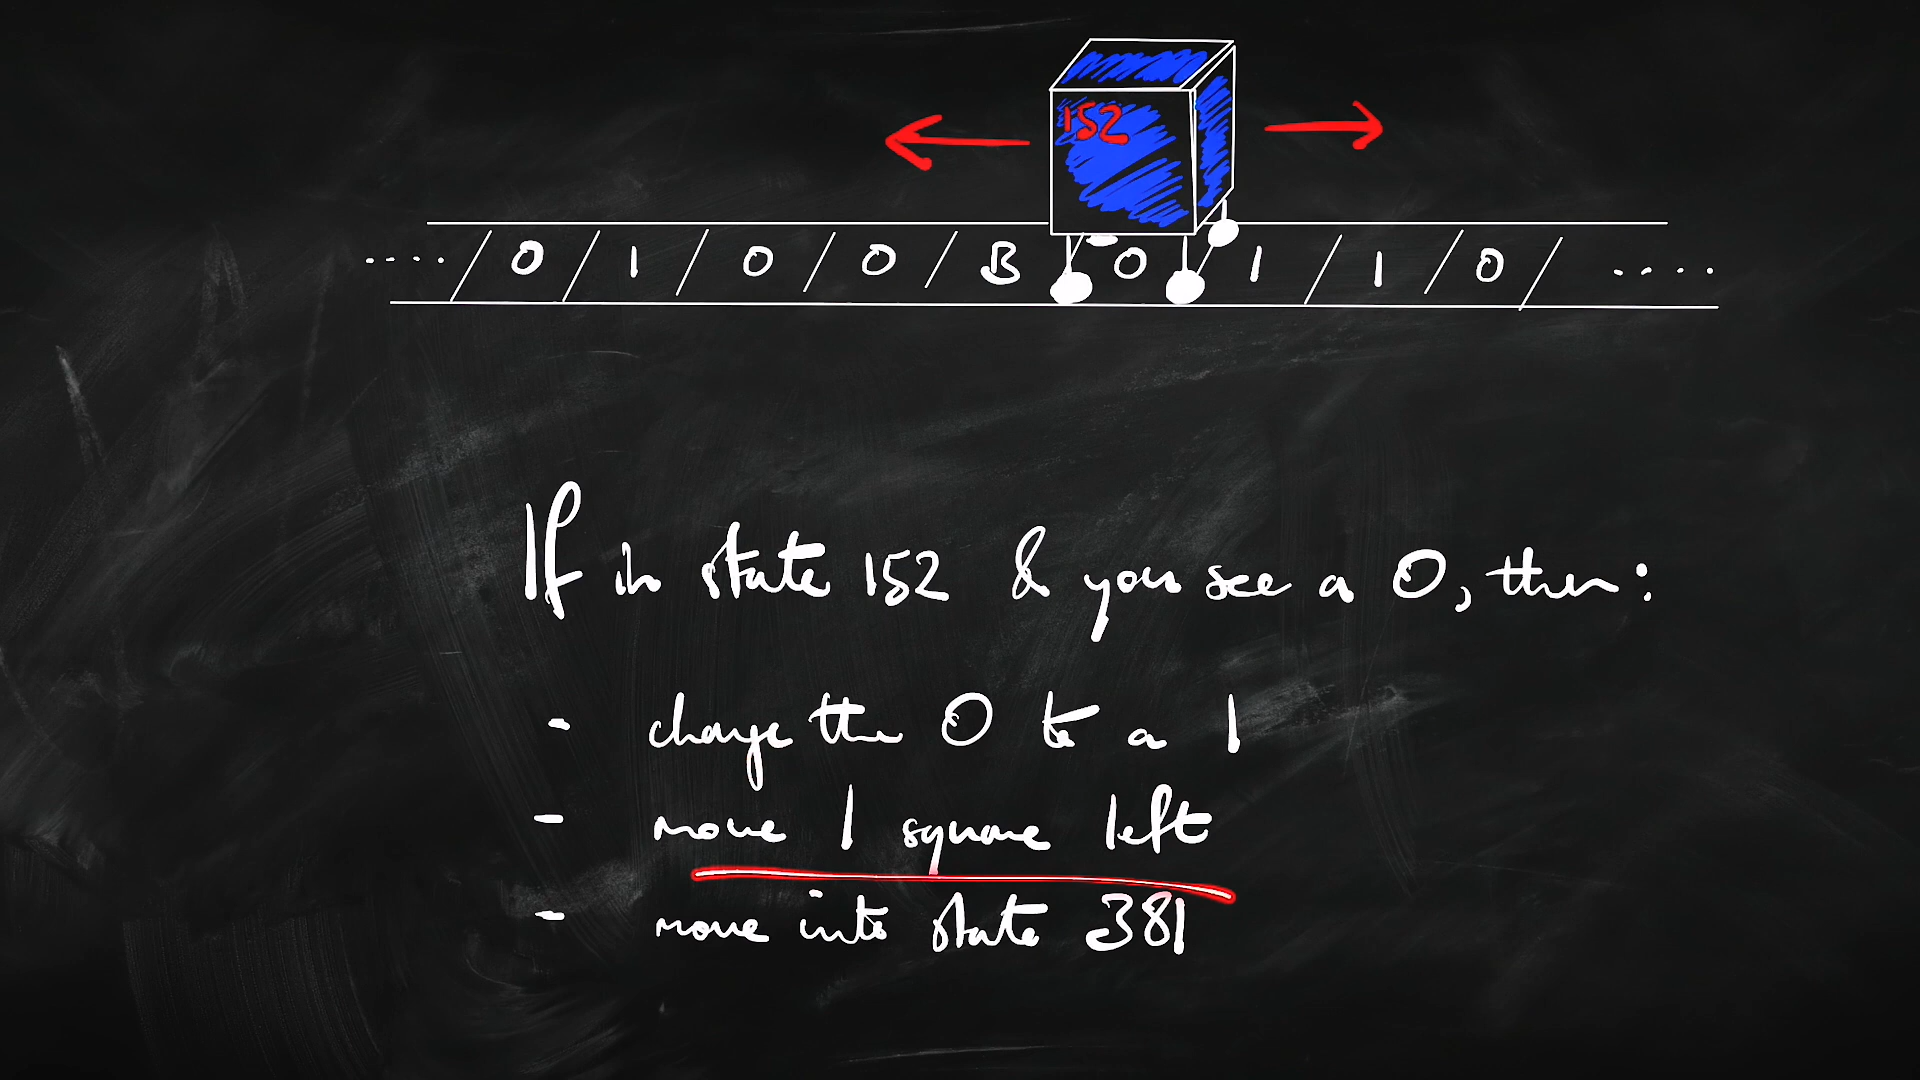 152
.... / 0 / 1 / 0 / 0 / B / 0 / 1 / 1 / 0 / ....
If in state 152 & you see a 0, then:
- change the 0 to a 1
- move 1 square left
- move into state 381